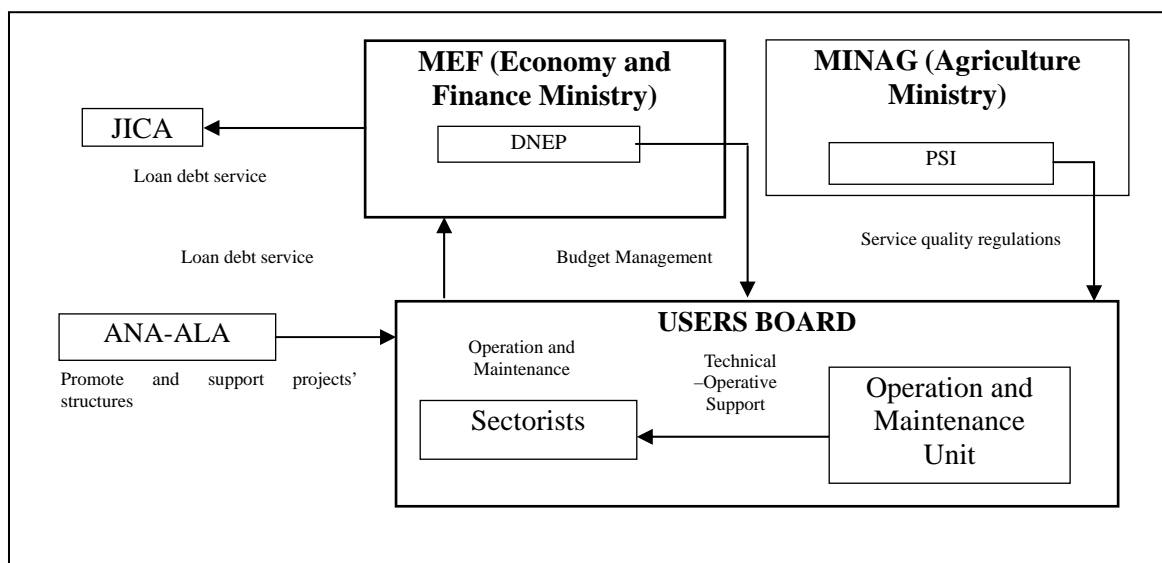 MEF (Economy and
Finance Ministry)
DNEP
MINAG (Agriculture
Ministry)
PSI
JICA
Loan debt service
Loan debt service
Budget Management
Service quality regulations
ANA-ALA
Promote and support projects'
structures
USERS BOARD
Operation and
Maintenance
Technical
–Operative
Support
Sectorists
Operation and
Maintenance
Unit